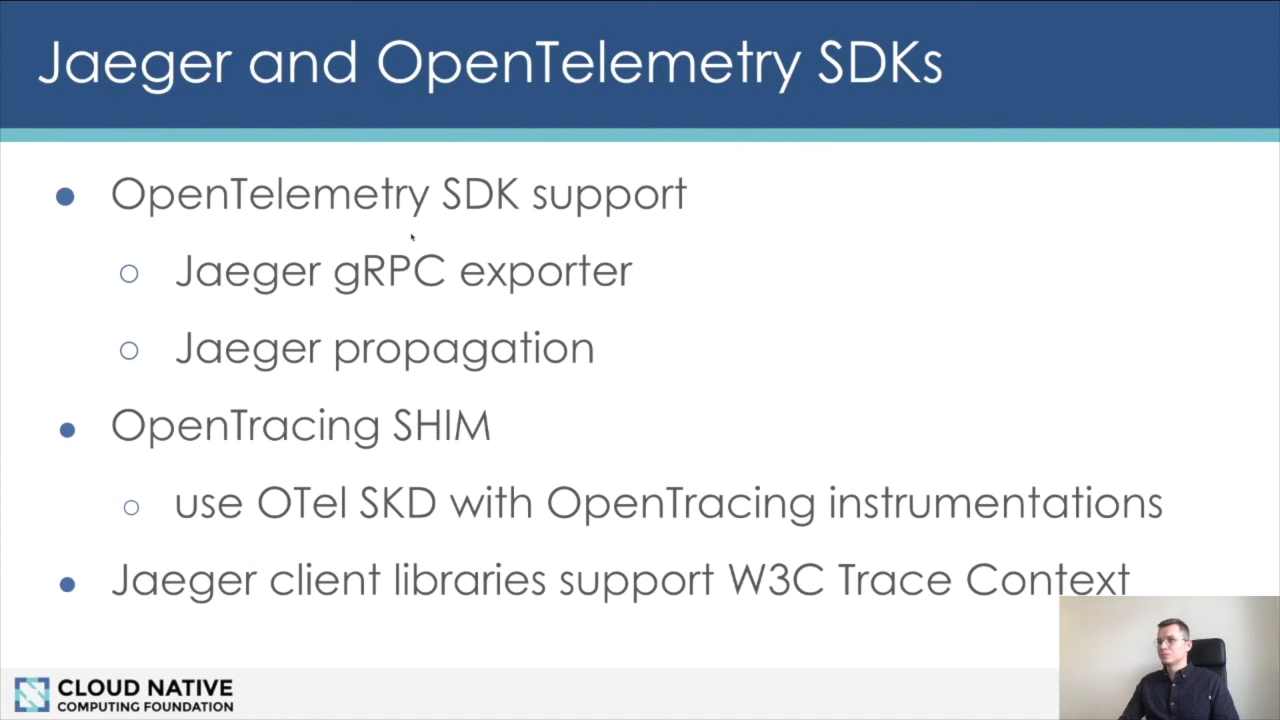 Jaeger and OpenTelemetry SDKs
OpenTelemetry SDK support
Jaeger gRPC exporter
Jaeger propagation
OpenTracing SHIM
use OTel SKD with OpenTracing instrumentations
Jaeger client libraries support W3C Trace Context
CLOUD NATIVE
COMPUTING FOUNDATION